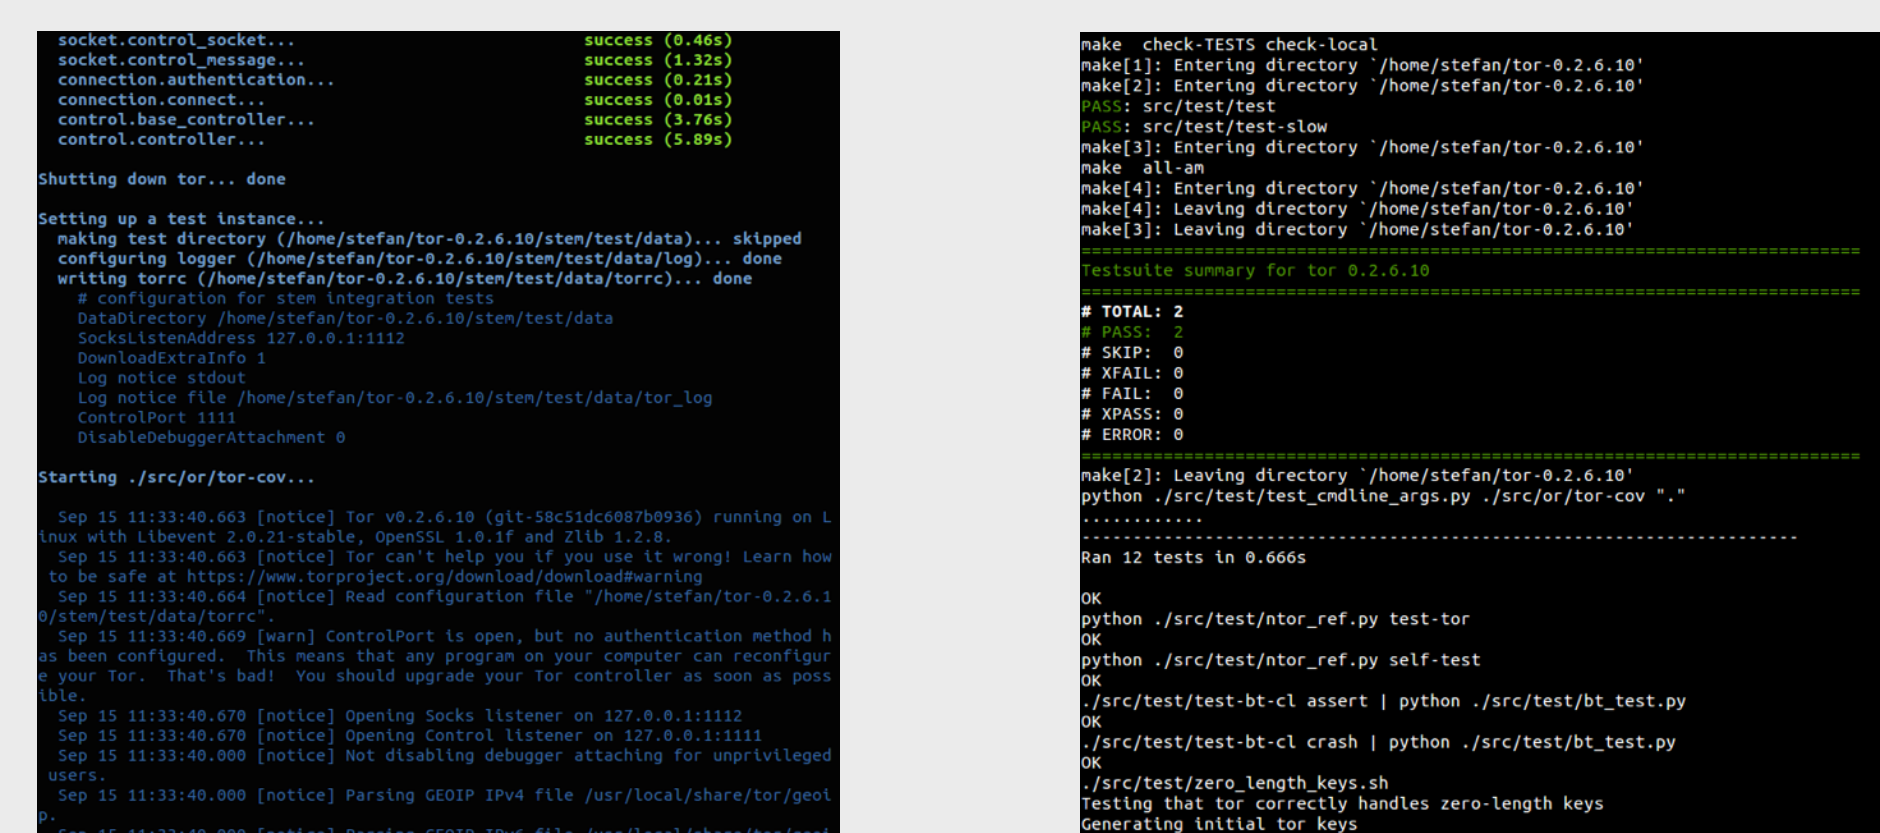 socket.control_socket... success (0.46s)
socket.control_message... success (1.32s)
connection.authentication... success (0.21s)
connection.connect... success (0.01s)
control.base_controller... success (3.76s)
control.controller... success (5.89s)
Shutting down tor... done
Setting up a test instance...
making test directory (/home/stefan/tor-0.2.6.10/stem/test/data)... skipped
configuring logger (/home/stefan/tor-0.2.6.10/stem/test/data/log)... done
writing torrc (/home/stefan/tor-0.2.6.10/stem/test/data/torrc)... done
# configuration for stem integration tests
DataDirectory /home/stefan/tor-0.2.6.10/stem/test/data
SocksListenAddress 127.0.0.1:1112
DownloadExtraInfo 1
Log notice stdout
Log notice file /home/stefan/tor-0.2.6.10/stem/test/data/tor_log
ControlPort 1111
DisableDebuggerAttachment 0
Starting ./src/or/tor-cov...
Sep 15 11:33:40.663 [notice] Tor v0.2.6.10 (git-58c51dc6087b0936) running on L
inux with Libevent 2.0.21-stable, OpenSSL 1.0.1f and Zlib 1.2.8.
Sep 15 11:33:40.663 [notice] Tor can't help you if you use it wrong! Learn how
to be safe at https://www.torproject.org/download/download#warning
Sep 15 11:33:40.664 [notice] Read configuration file "/home/stefan/tor-0.2.6.1
0/stem/test/data/torrc".
Sep 15 11:33:40.669 [warn] ControlPort is open, but no authentication method h
as been configured.  This means that any program on your computer can reconfigur
e your Tor.  That's bad!  You should upgrade your Tor controller as soon as poss
ible.
Sep 15 11:33:40.670 [notice] Opening Socks listener on 127.0.0.1:1112
Sep 15 11:33:40.670 [notice] Opening Control listener on 127.0.0.1:1111
Sep 15 11:33:40.000 [notice] Not disabling debugger attaching for unprivileged
users.
Sep 15 11:33:40.000 [notice] Parsing GEOIP IPv4 file /usr/local/share/tor/geoi
p.
make  check-TESTS check-local
make[1]: Entering directory `/home/stefan/tor-0.2.6.10'
make[2]: Entering directory `/home/stefan/tor-0.2.6.10'
PASS: src/test/test
PASS: src/test/test-slow
make[3]: Entering directory `/home/stefan/tor-0.2.6.10'
make  all-am
make[4]: Entering directory `/home/stefan/tor-0.2.6.10'
make[4]: Leaving directory `/home/stefan/tor-0.2.6.10'
make[3]: Leaving directory `/home/stefan/tor-0.2.6.10'
============================================================================
Testsuite summary for tor 0.2.6.10
============================================================================
# TOTAL: 2
# PASS:  2
# SKIP:  0
# XFAIL: 0
# FAIL:  0
# XPASS: 0
# ERROR: 0
============================================================================
make[2]: Leaving directory `/home/stefan/tor-0.2.6.10'
python ./src/test/test_cmdline_args.py ./src/or/tor-cov "."
............
----------------------------------------------------------------------
Ran 12 tests in 0.666s
OK
python ./src/test/ntor_ref.py test-tor
OK
python ./src/test/ntor_ref.py self-test
OK
./src/test/test-bt-cl assert | python ./src/test/bt_test.py
OK
./src/test/test-bt-cl crash | python ./src/test/bt_test.py
OK
./src/test/zero_length_keys.sh
Testing that tor correctly handles zero-length keys
Generating initial tor keys